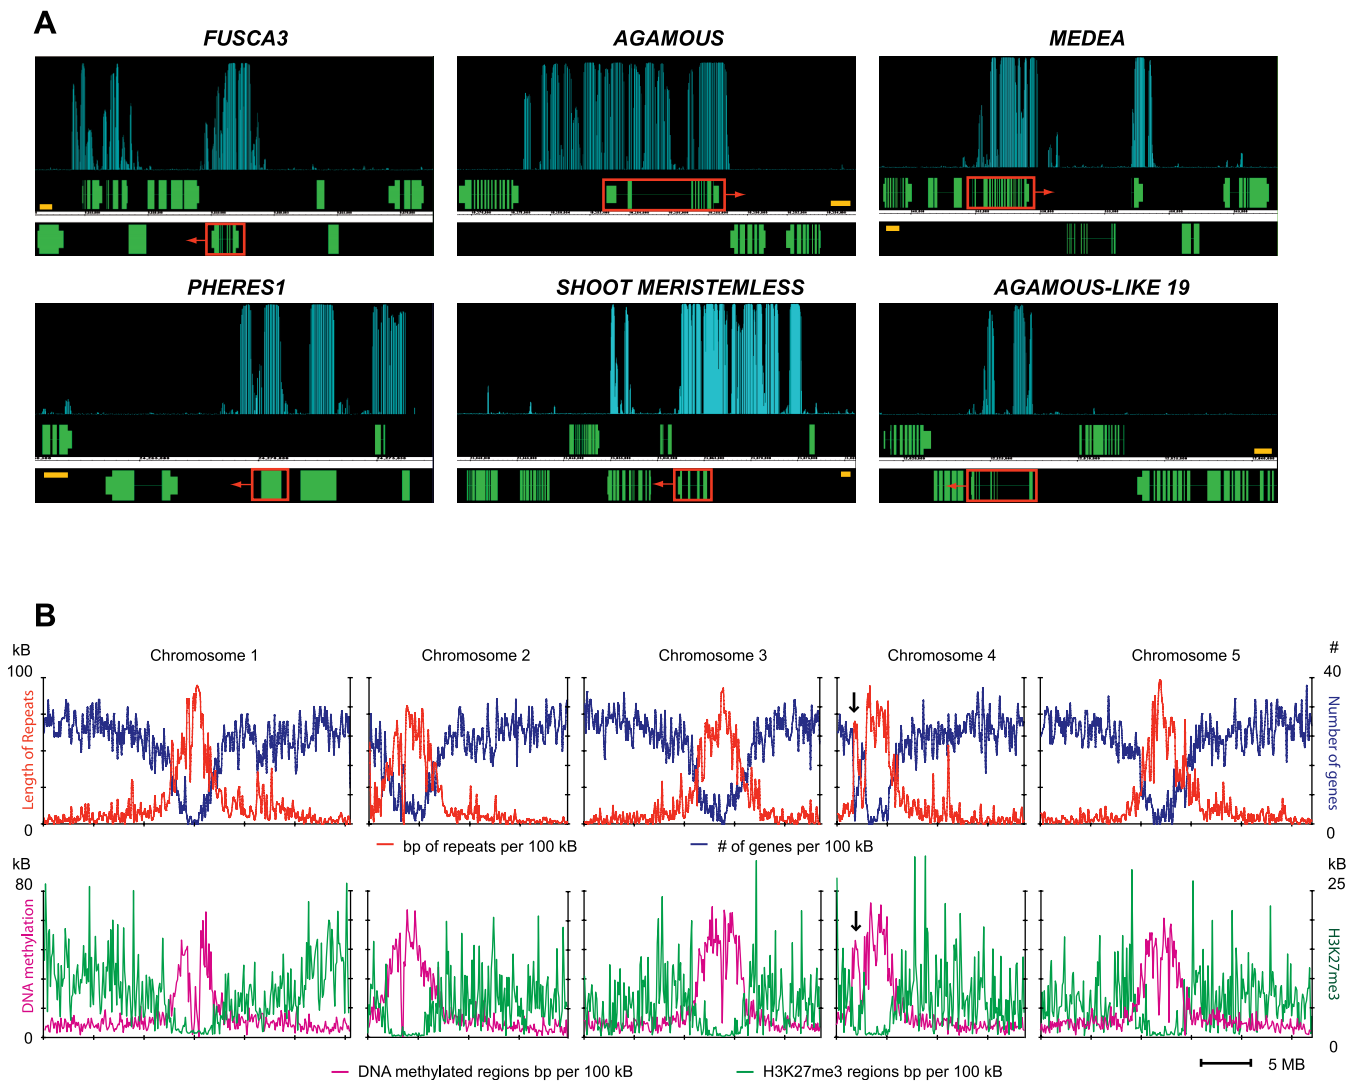 A
FUSCA3
AGAMOUS
MEDEA
PHERES1
SHOOT MERISTEMLESS
AGAMOUS-LIKE 19
B
kB
#
Chromosome 1
Chromosome 2
Chromosome 3
Chromosome 4
Chromosome 5
100
40
Length of Repeats
Number of genes
0
0
bp of repeats per 100 kB
# of genes per 100 kB
kB
kB
80
25
DNA methylation
H3K27me3
0
0
5 MB
DNA methylated regions bp per 100 kB
H3K27me3 regions bp per 100 kB